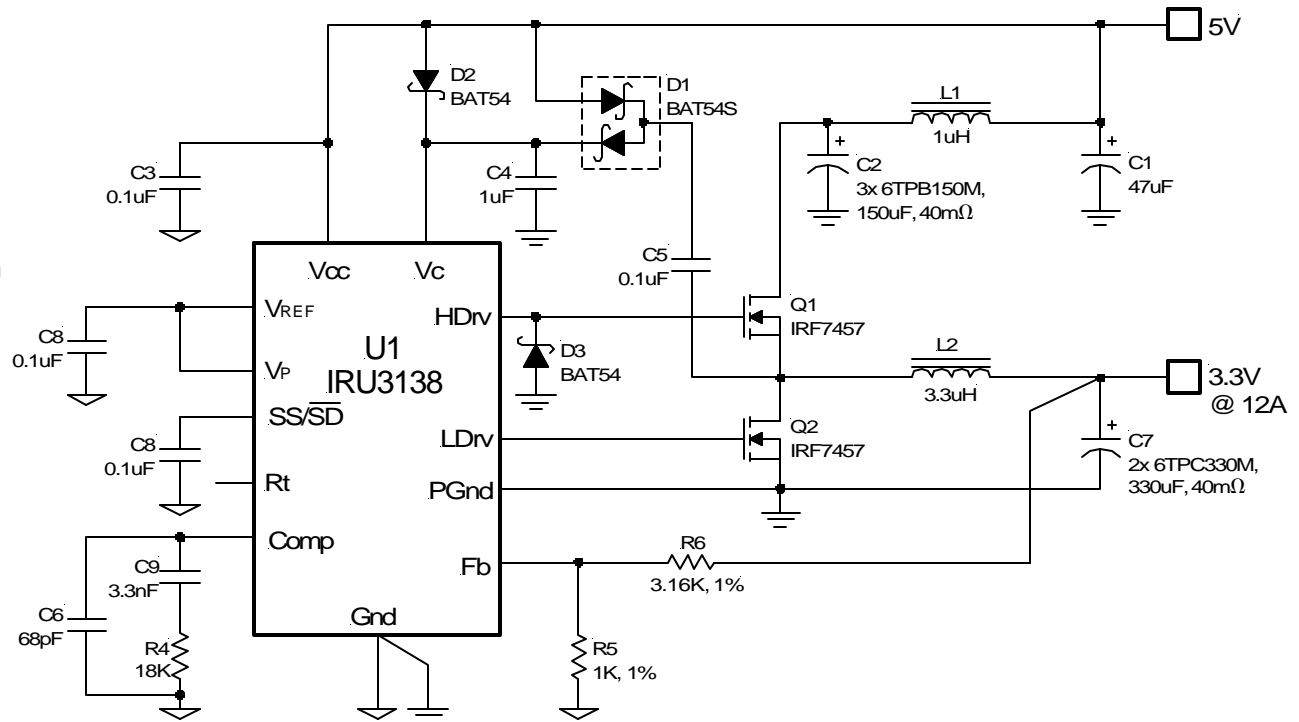 5V
D2
BAT54
D1
BAT54S
L1
1uH
C3
0.1uF
C4
1uF
C2
3x 6TPB150M,
150uF, 40mΩ
C1
47uF
Vcc
Vc
C5
0.1uF
VREF
HDrv
Q1
IRF7457
C8
0.1uF
U1
IRU3138
D3
BAT54
VP
L2
3.3uH
3.3V
@ 12A
SS/SD
C8
0.1uF
LDrv
Q2
IRF7457
C7
2x 6TPC330M,
330uF, 40mΩ
Rt
PGnd
Comp
C9
3.3nF
Fb
R6
3.16K, 1%
C6
68pF
R4
18K
Gnd
R5
1K, 1%